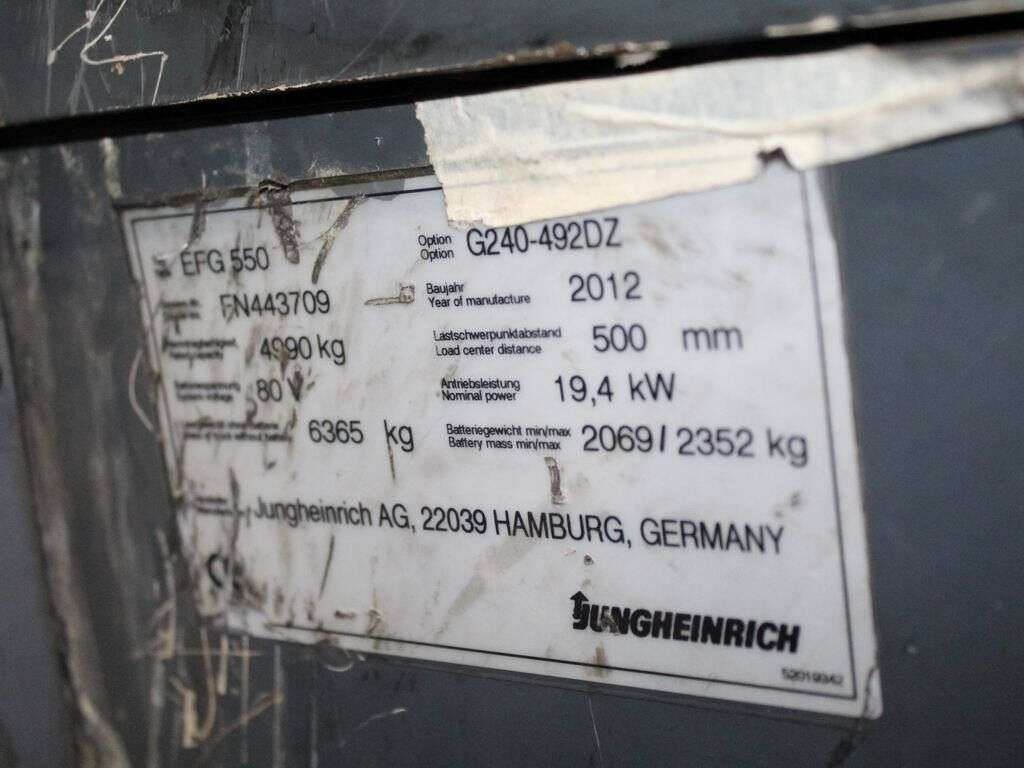 EFG 550
Option
Option
G240-492DZ
FN443709
Baujahr
Year of manufacture
2012
4990 kg
Lastschwerpunktabstand
Load center distance
500 mm
80 V
Antriebsleistung
Nominal power
19,4 kW
6365 kg
Batteriegewicht min/max
Battery mass min/max
2069 / 2352 kg
Jungheinrich AG, 22039 HAMBURG, GERMANY
JUNGHEINRICH
52019342